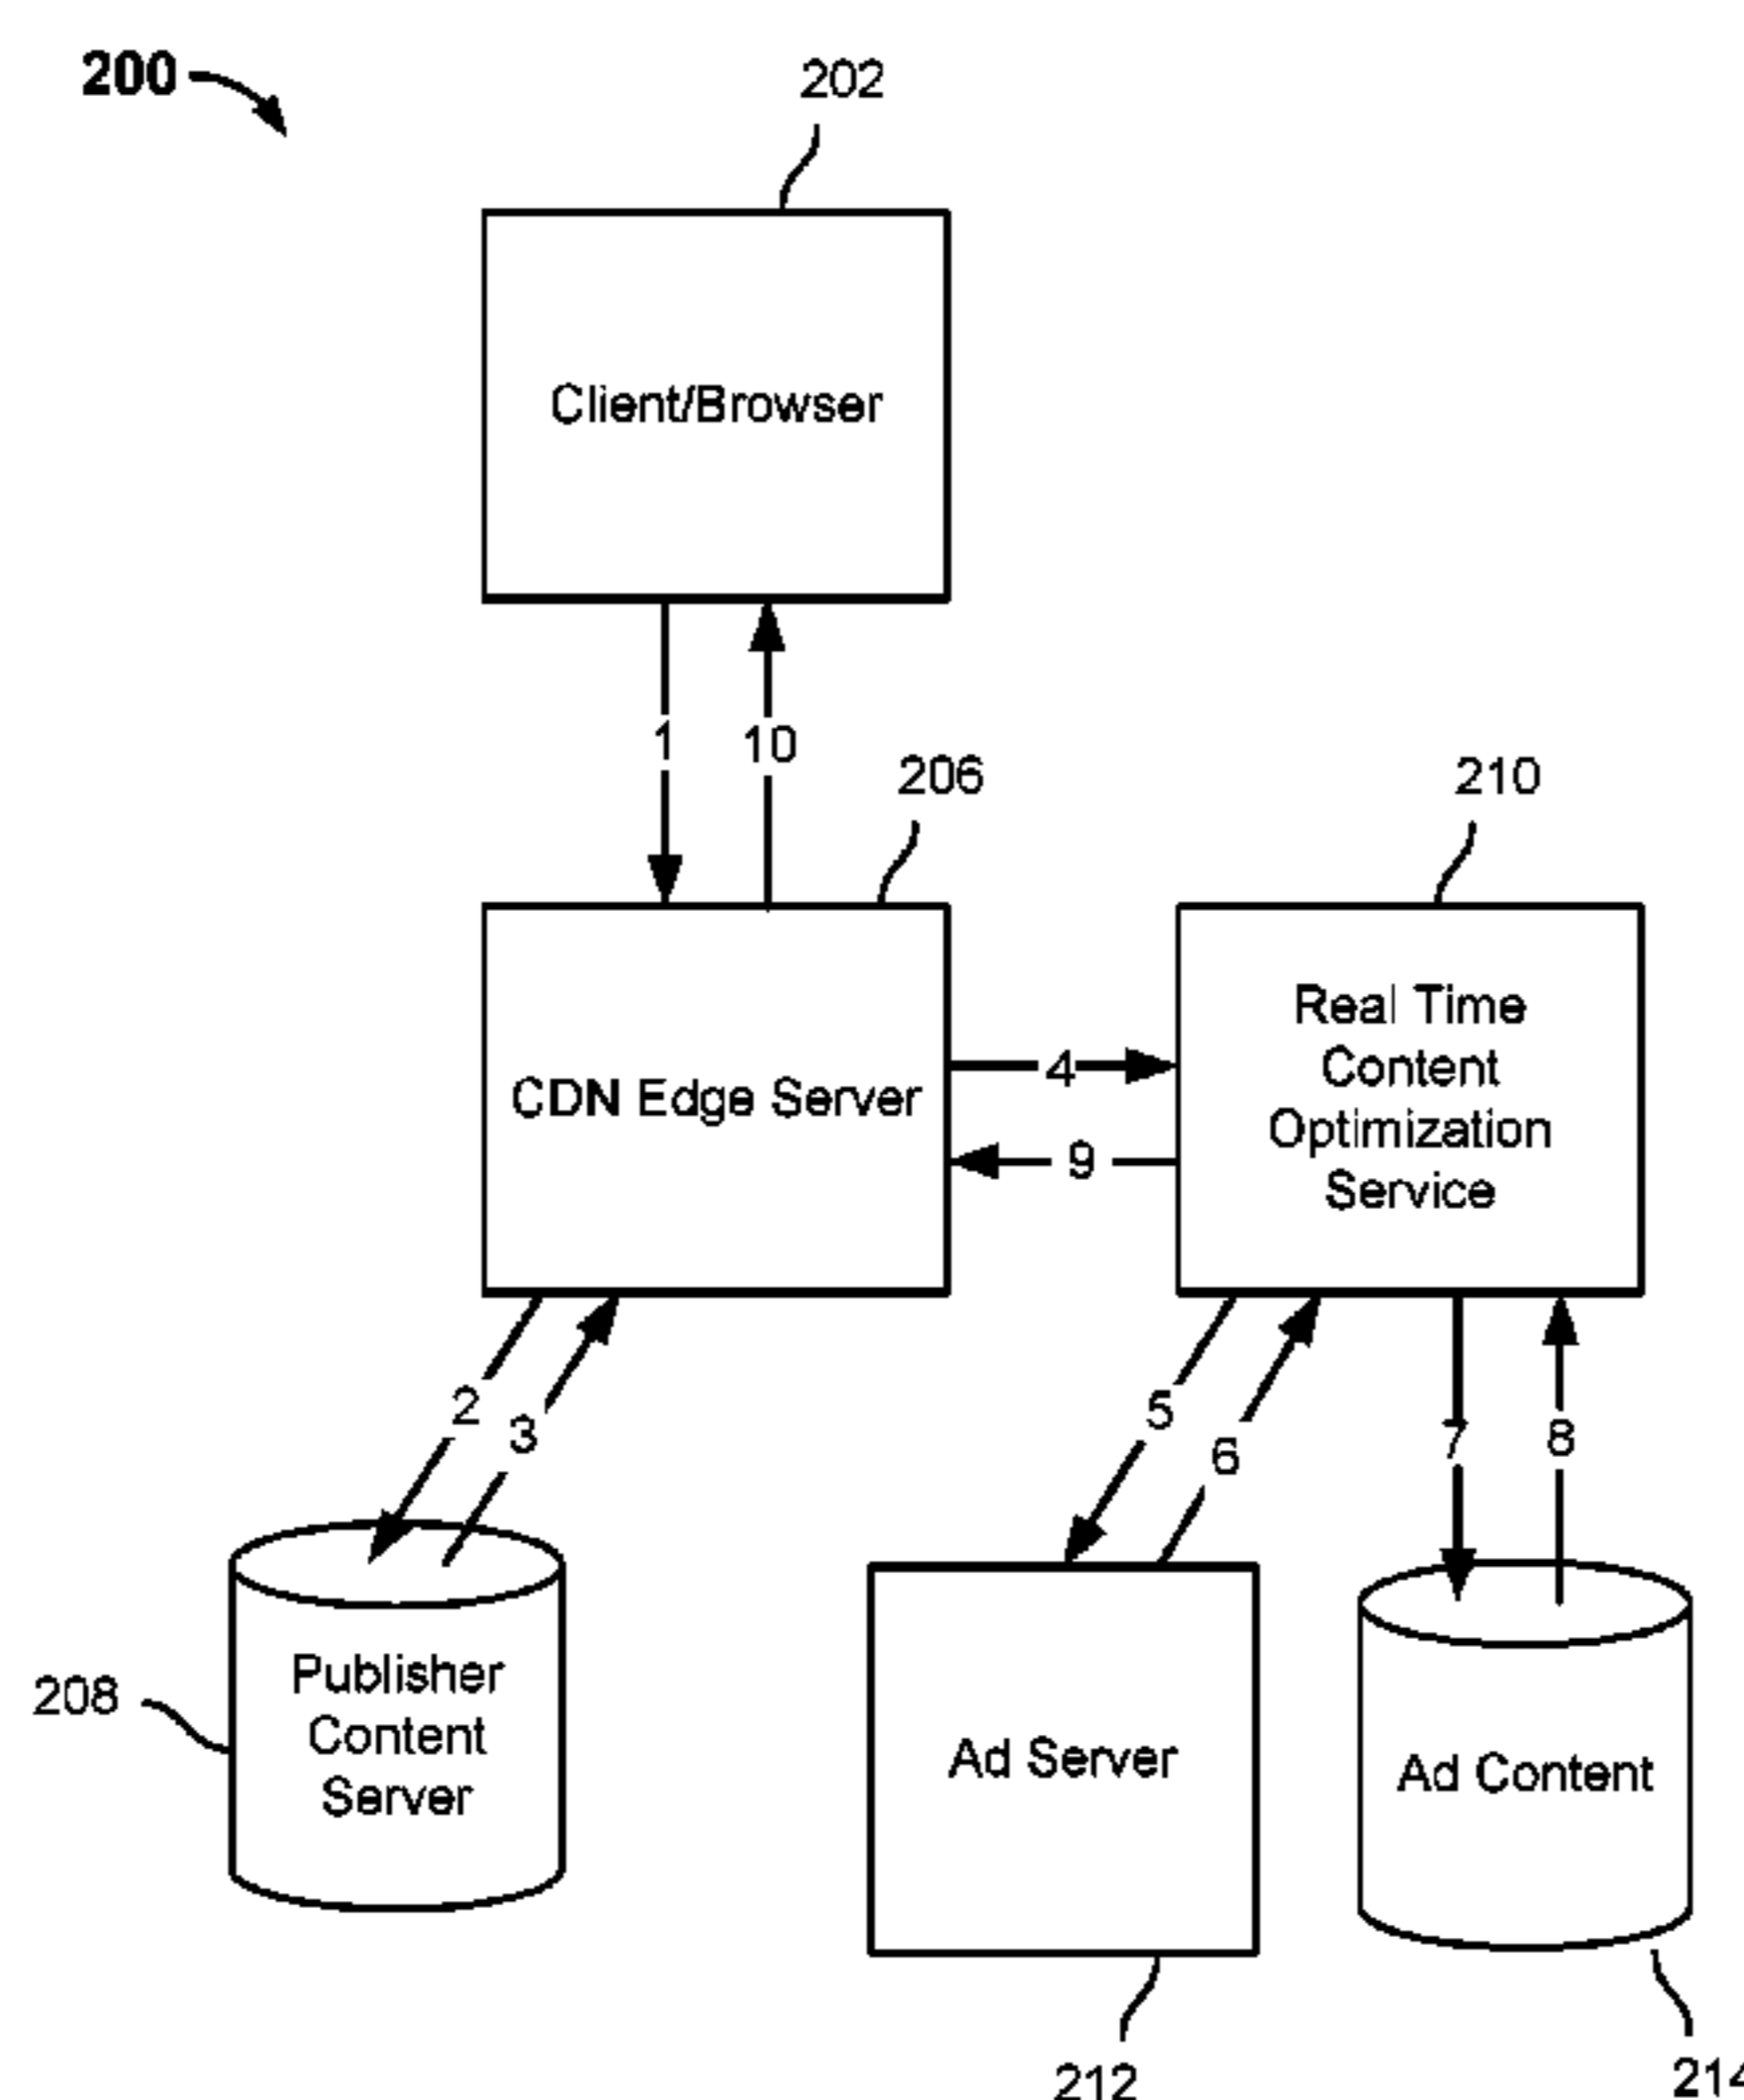 200
202
Client/Browser
1
10
206
210
CDN Edge Server
Real Time
Content
Optimization
Service
4
9
2
3
5
6
7
8
208
Publisher
Content
Server
Ad Server
Ad Content
212
214